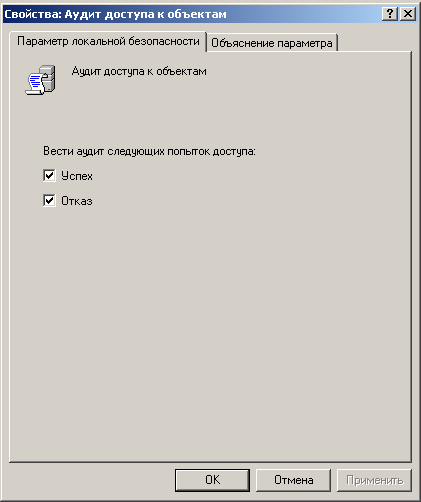 Свойства: Аудит доступа к объектам
Параметр локальной безопасности
Объяснение параметра
Аудит доступа к объектам
Вести аудит следующих попыток доступа:
Успех
Отказ
OK
Отмена
Применить